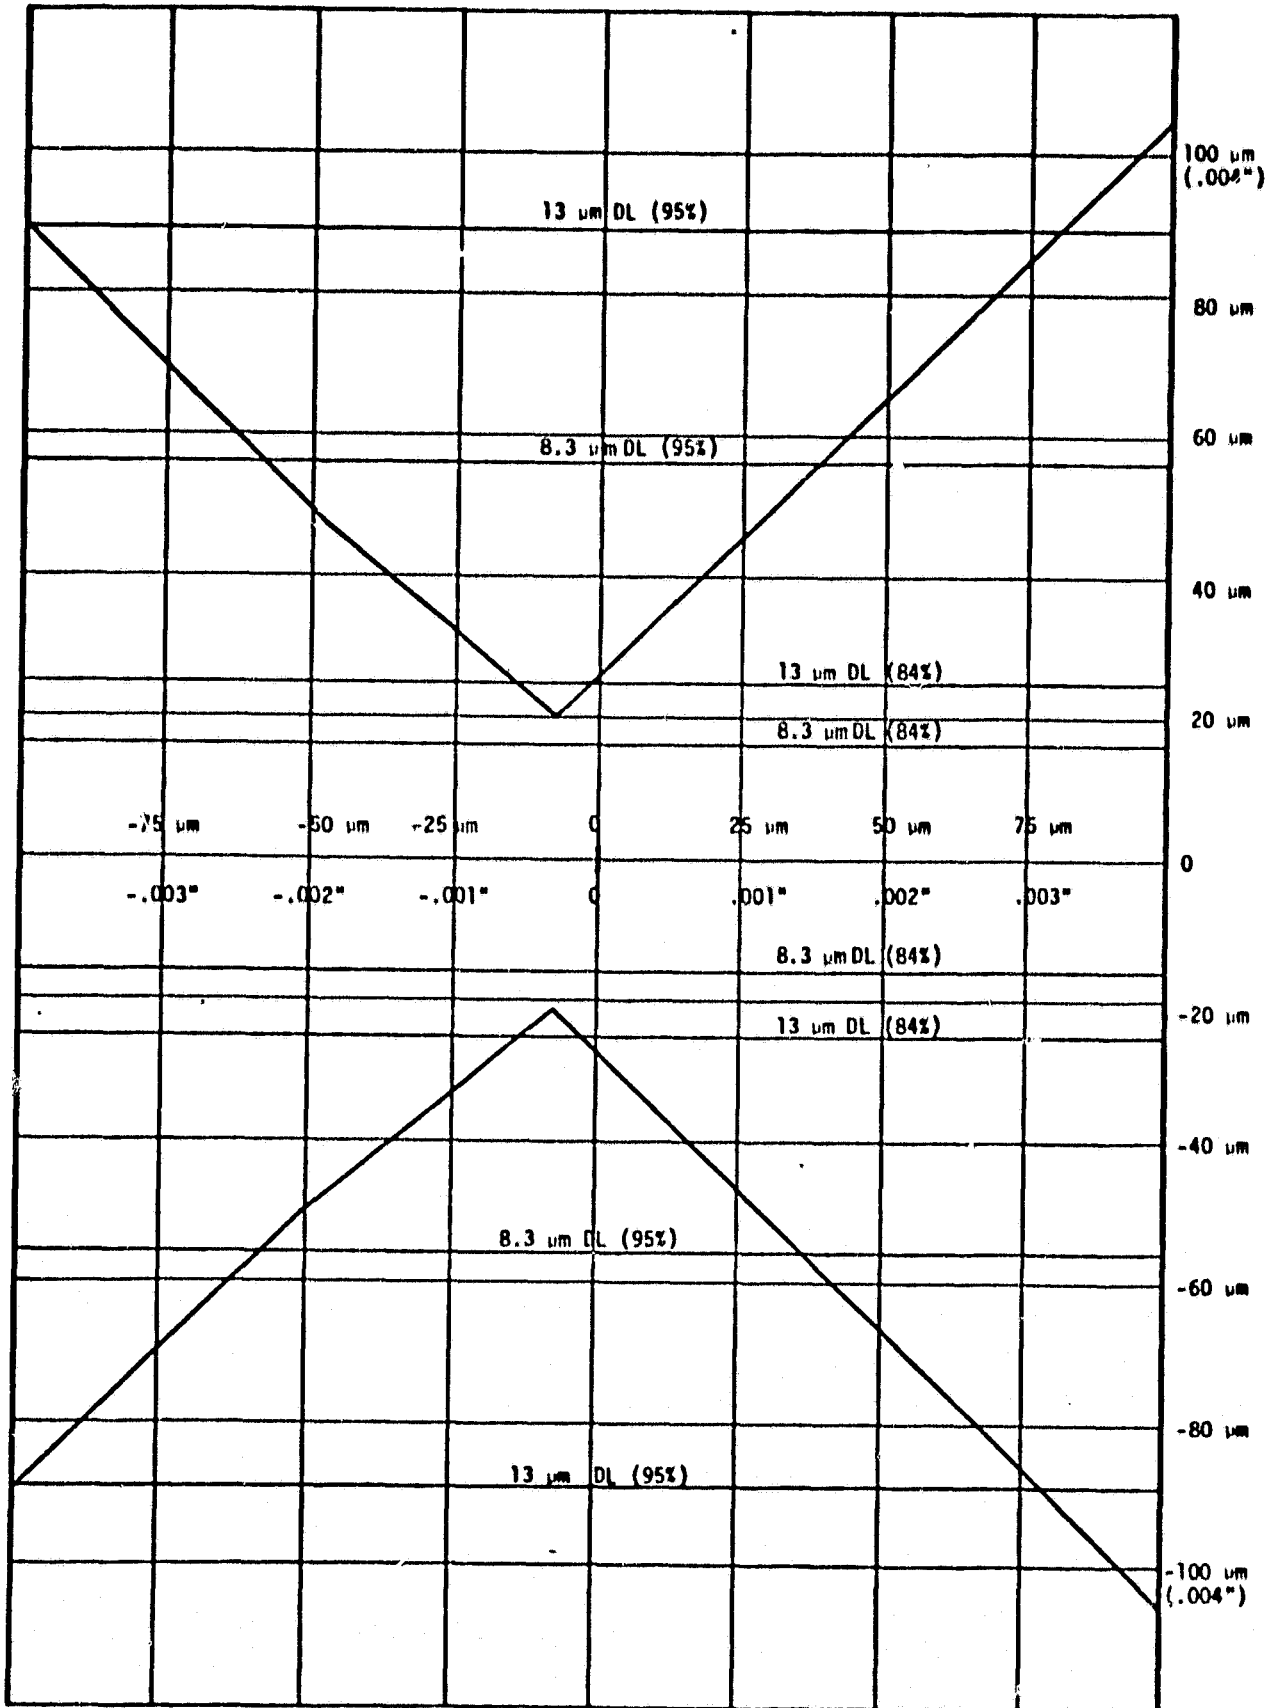 100 µm
(.004")
13 µm DL (95%)
80 µm
60 µm
8.3 µm DL (95%)
40 µm
13 µm DL (84%)
20 µm
8.3 µm DL (84%)
-75 µm -50 µm -25 µm 0 25 µm 50 µm 75 µm
0
-.003" -.002" -.001" 0 .001" .002" .003"
8.3 µm DL (84%)
-20 µm
13 µm DL (84%)
-40 µm
8.3 µm DL (95%)
-60 µm
-80 µm
13 µm DL (95%)
-100 µm
(.004")